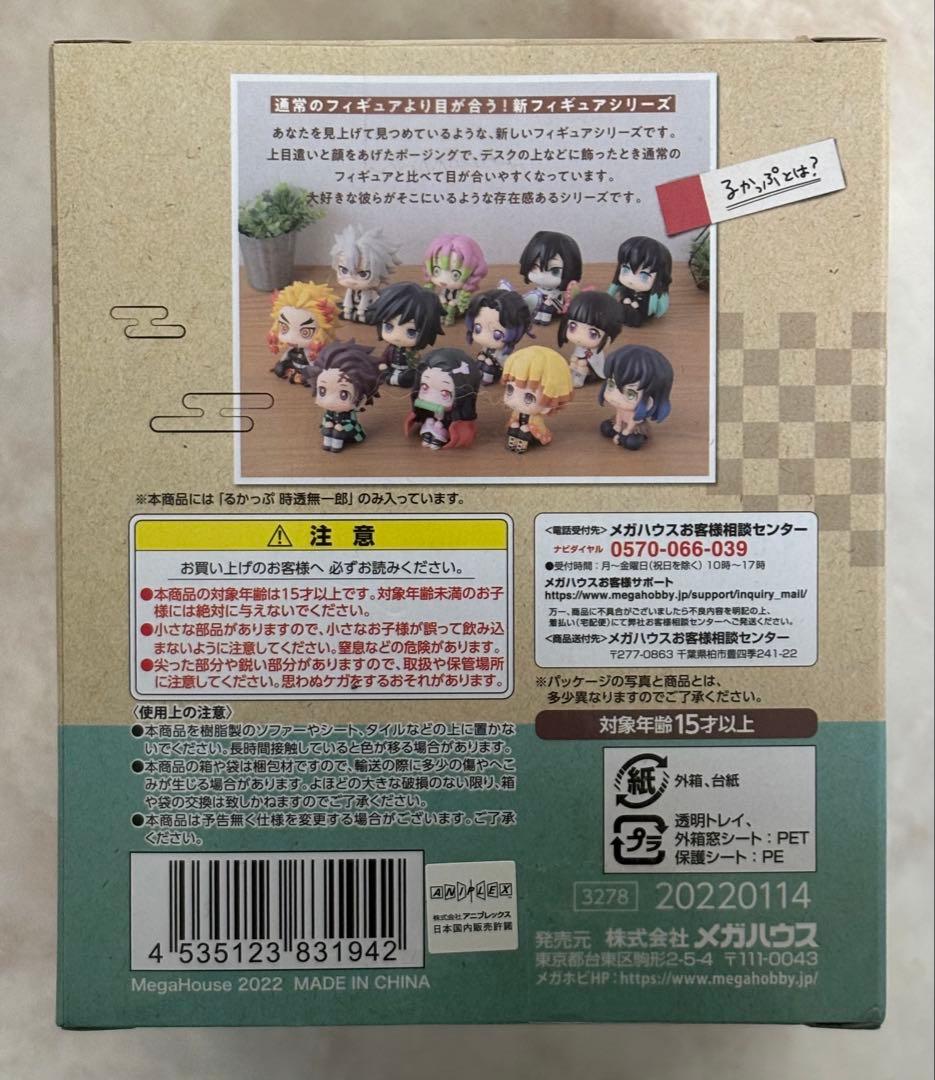 通常のフィギュアより目が合う！新フィギュアシリーズ
あなたを見上げて見つめているような、新しいフィギュアシリーズです。
上目遣いと顔をあげたポージングで、デスクの上などに飾ったとき通常の
フィギュアと比べて目が合いやすくなっています。
大好きな彼らがそこにいるような存在感あるシリーズです。
るかっぷとは?
※本商品には「るかっぷ 時透無一郎」のみ入っています。
注意
お買い上げのお客様へ 必ずお読みください。
●本商品の対象年齢は15才以上です。対象年齢未満のお子
様には絶対に与えないでください。
●小さな部品がありますので、小さなお子様が誤って飲み込
まないように注意してください。窒息などの危険があります。
●尖った部分や鋭い部分がありますので、取扱や保管場所
に注意してください。思わぬケガをするおそれがあります。
〈使用上の注意〉
●本商品を樹脂製のソファーやシート、タイルなどの上に置かな
いでください。長時間接触していると色が移る場合があります。
●本商品の箱や袋は梱包材ですので、輸送の際に多少の傷やへこ
みが生じる場合があります。よほどの大きな破損のない限り、箱
や袋の交換は致しかねますのでご了承ください。
●本商品は予告無く仕様を変更する場合がございます。ご了承
ください。
4 535123 831942
ANIPLEX
株式会社アニプレックス
日本国内販売許諾
MegaHouse 2022 MADE IN CHINA
<電話受付先>メガハウスお客様相談センター
ナビダイヤル 0570-066-039
●受付時間：月～金曜日(祝日を除く) 10時～17時
メガハウスお客様サポート
https://www.megahobby.jp/support/inquiry_mail/
万一、商品に不具合がございましたら不良内容を明記の上、
着払い(宅配便)にて弊社お客様相談センターへご発送ください。
<商品送付先>メガハウスお客様相談センター
〒277-0863 千葉県柏市豊四季241-22
※パッケージの写真と商品とは、
多少異なりますのでご了承ください。
対象年齢15才以上
紙 外箱、台紙
プラ 透明トレイ、
外箱窓シート：PET
保護シート：PE
3278 20220114
発売元 株式会社メガハウス
東京都台東区駒形2-5-4 〒111-0043
メガホビHP：https://www.megahobby.jp/